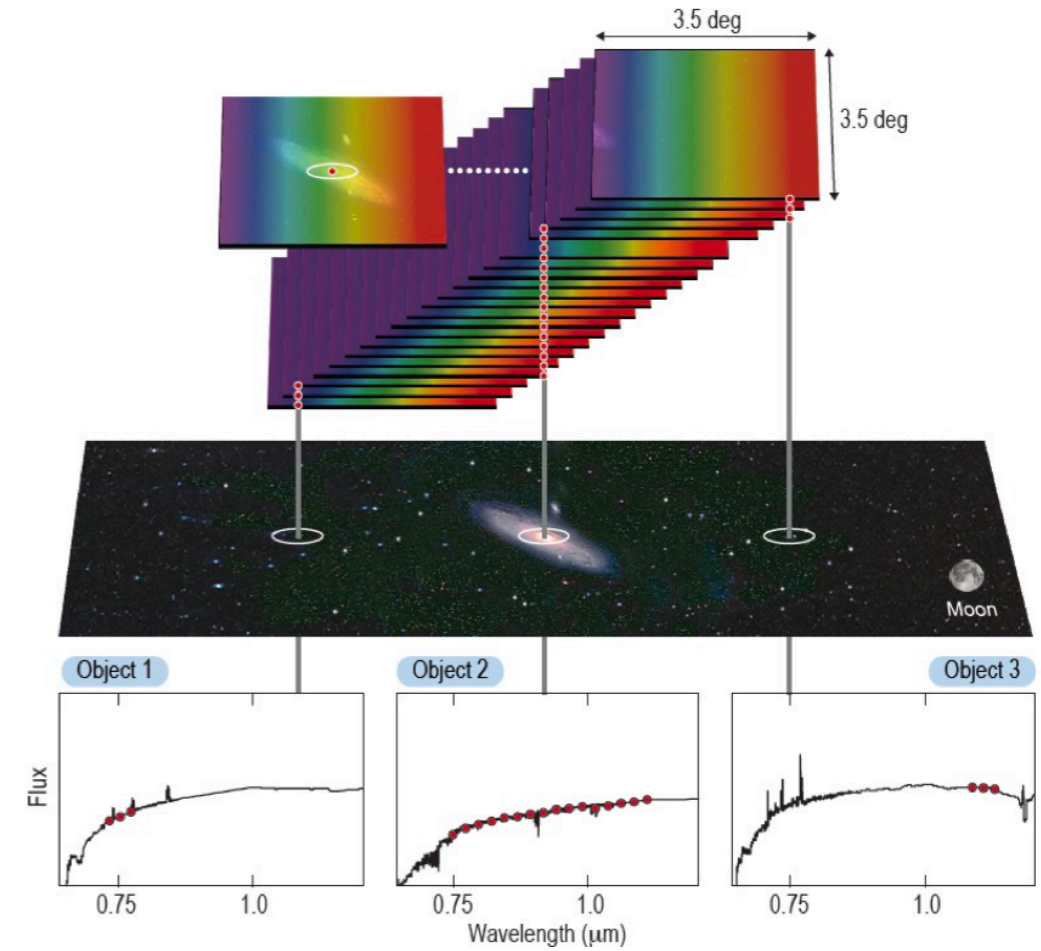 3.5 deg
3.5 deg
Moon
Object 1
Object 2
Object 3
Flux
0.75
1.0
0.75
1.0
0.75
1.0
Wavelength (μm)